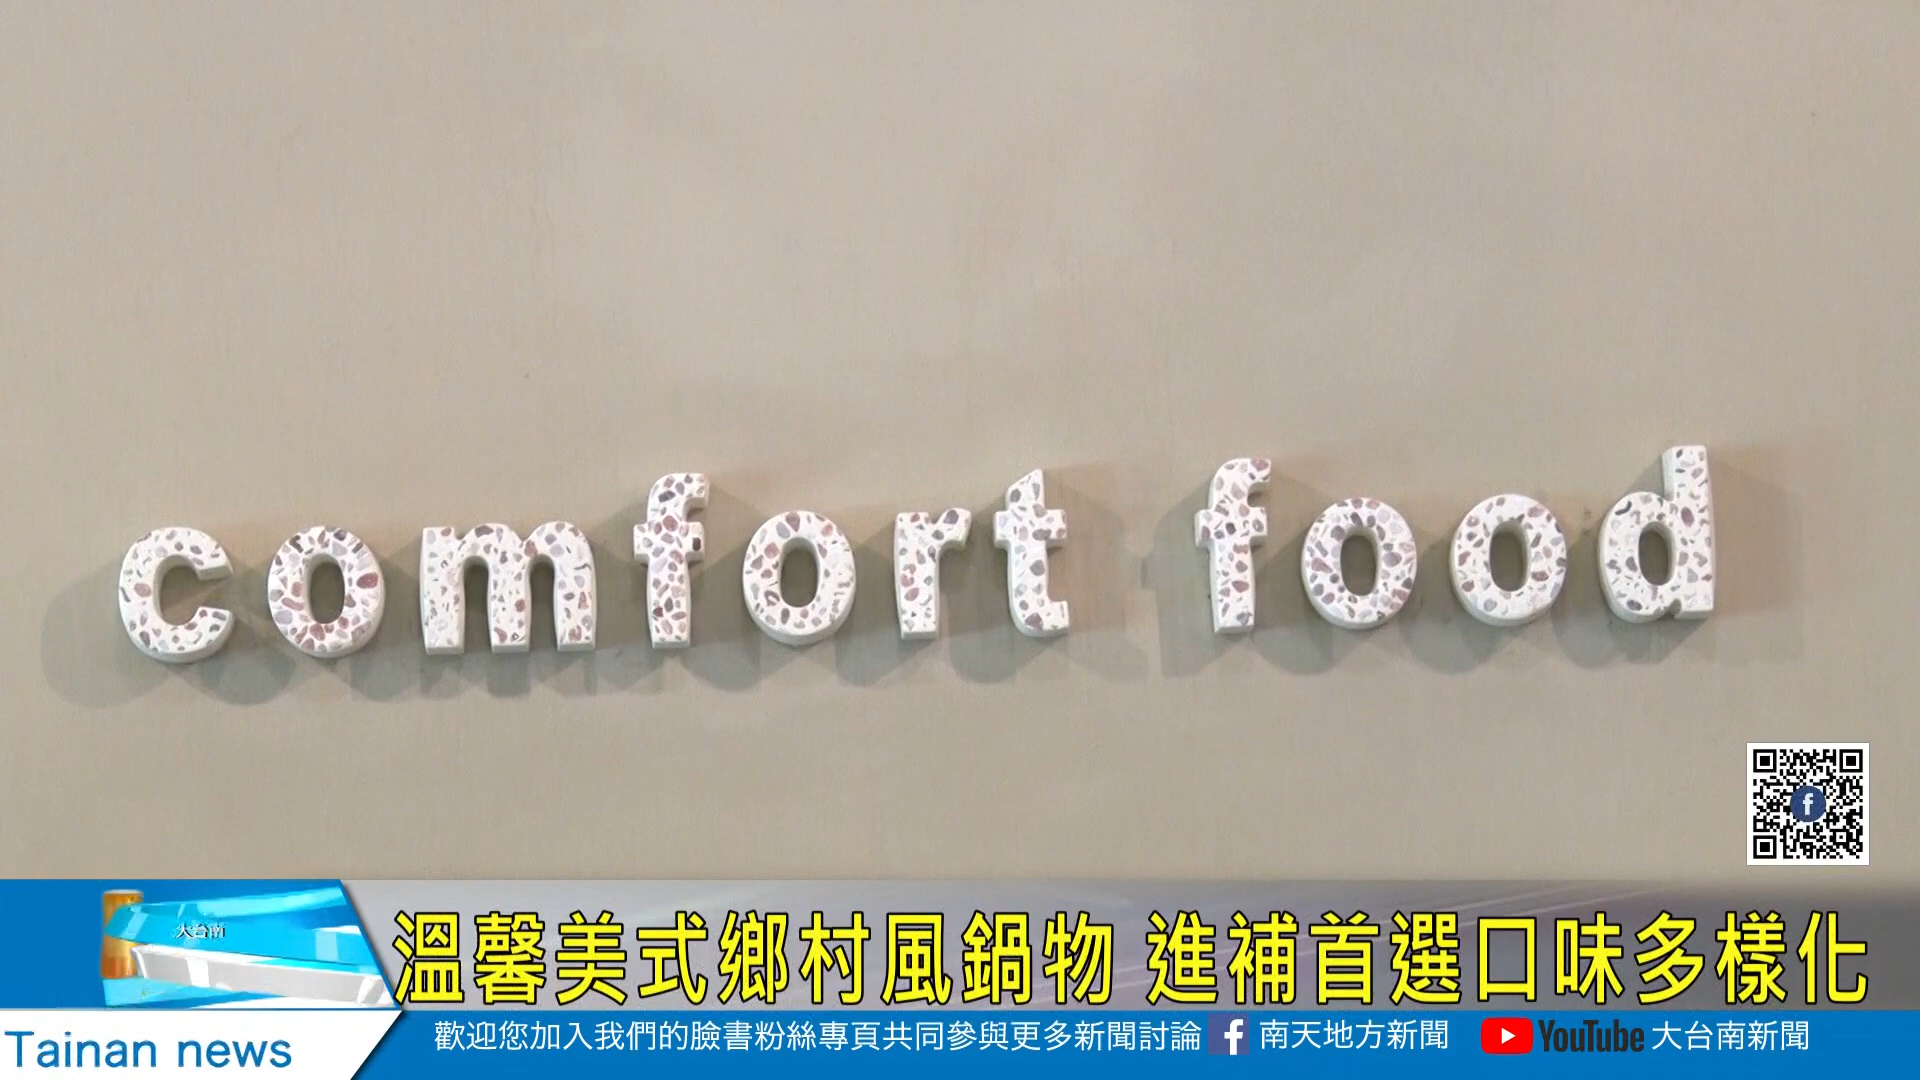 comfort food
f
大台南
溫馨美式鄉村風鍋物 進補首選口味多樣化
Tainan news
歡迎您加入我們的臉書粉絲專頁共同參與更多新聞討論 f 南天地方新聞 YouTube 大台南新聞